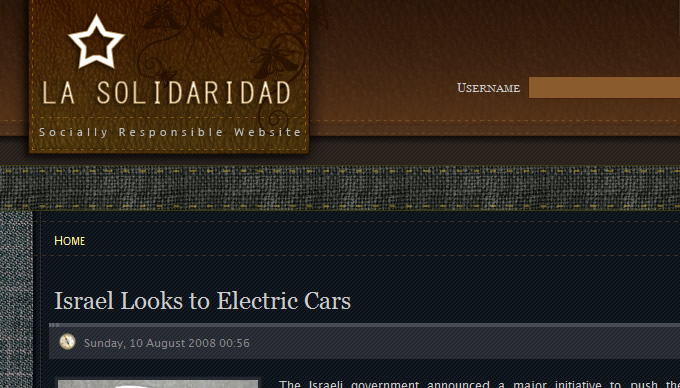 LA SOLIDARIDAD
Socially Responsible Website
USERNAME
HOME
Israel Looks to Electric Cars
Sunday, 10 August 2008 00:56
The Israeli government announced a major initiative to push the